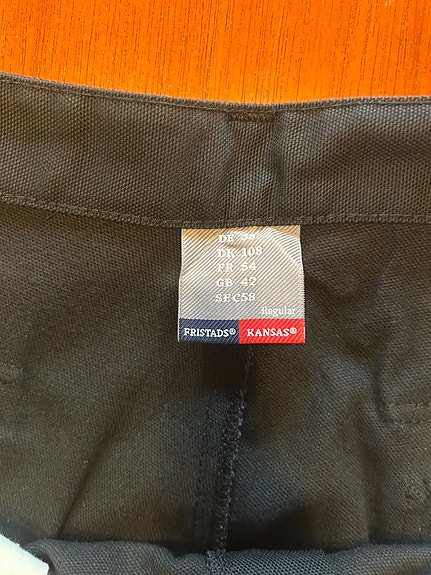 DE
DK 108
FR 54
GB 42
SE C58
Regular
FRISTADS® KANSAS®